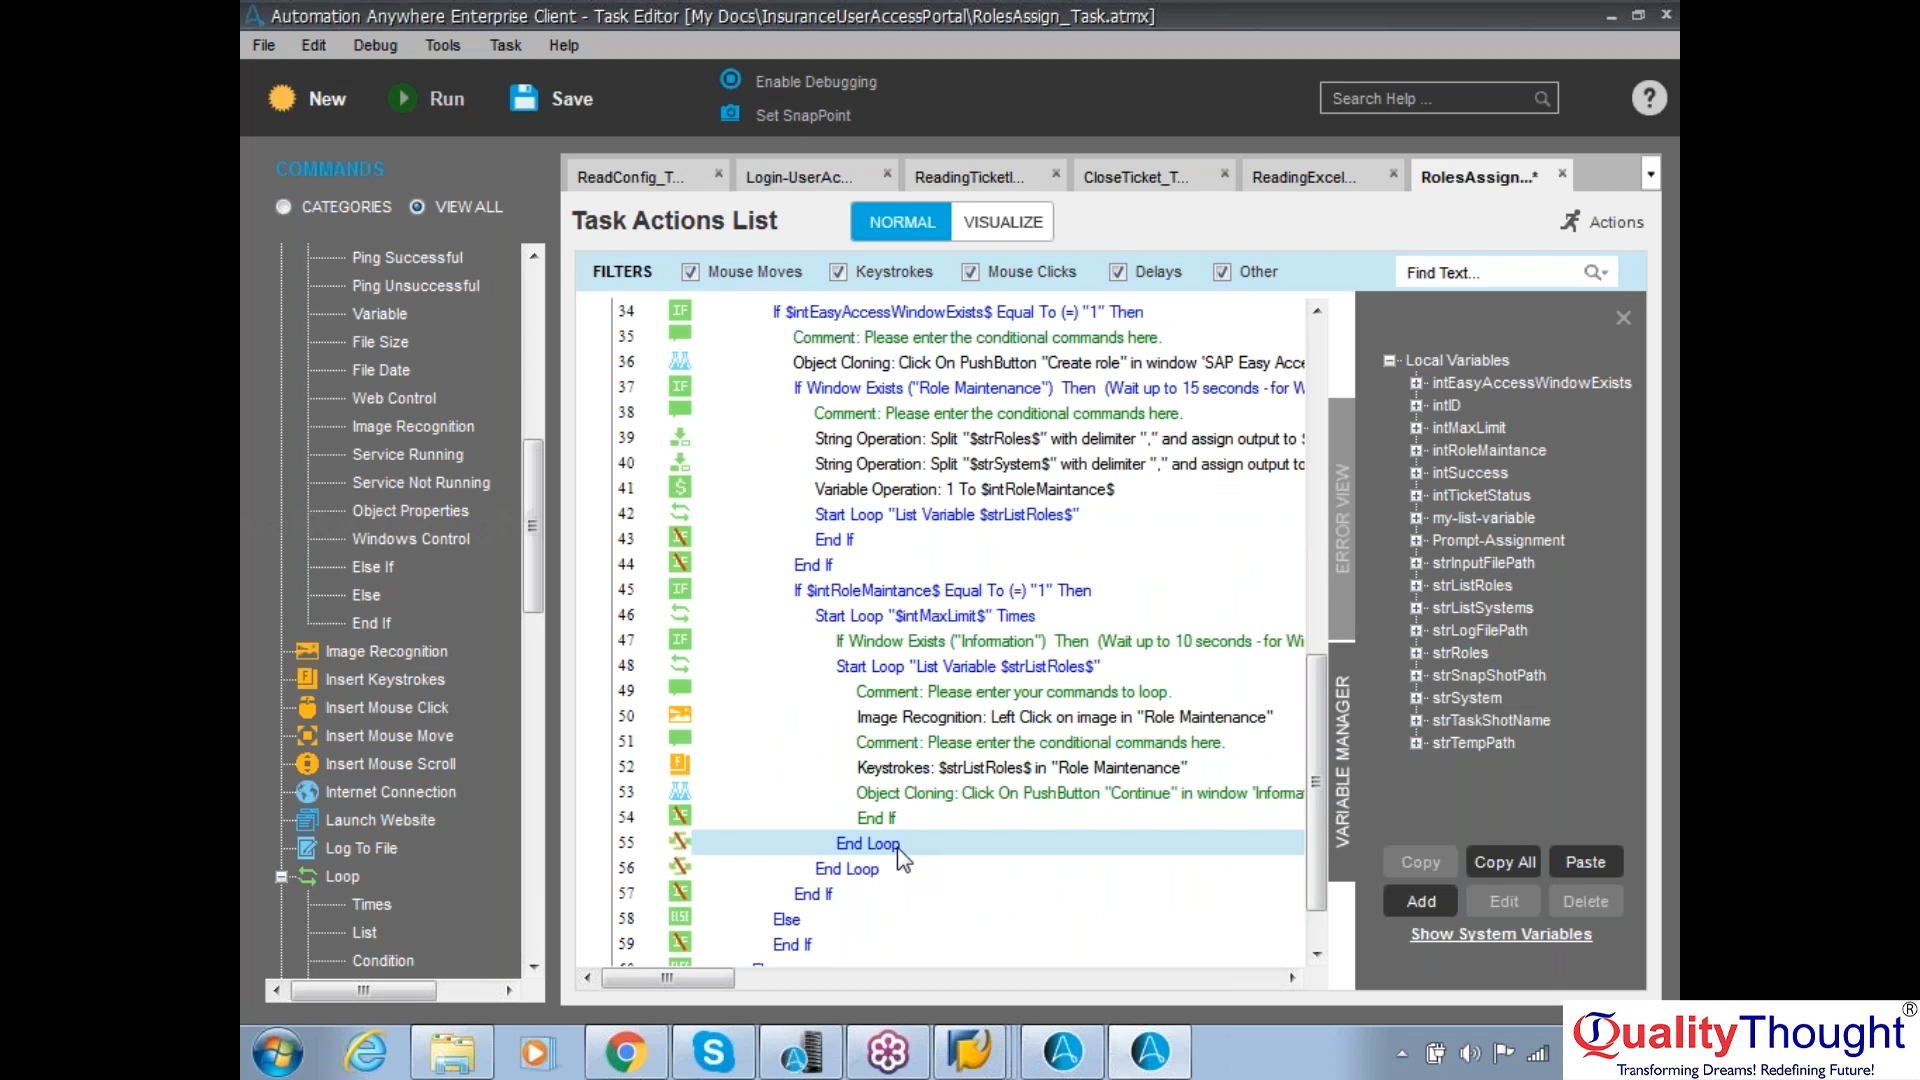 Automation Anywhere Enterprise Client - Task Editor [My Docs\InsuranceUserAccessPortal\RolesAssign_Task.atmx]
File Edit Debug Tools Task Help
New Run Save
Enable Debugging
Set SnapPoint
Search Help ...
?
COMMANDS
CATEGORIES VIEW ALL
Ping Successful
Ping Unsuccessful
Variable
File Size
File Date
Web Control
Image Recognition
Service Running
Service Not Running
Object Properties
Windows Control
Else If
Else
End If
Image Recognition
Insert Keystrokes
Insert Mouse Click
Insert Mouse Move
Insert Mouse Scroll
Internet Connection
Launch Website
Log To File
Loop
Times
List
Condition
ReadConfig_T... Login-UserAc... ReadingTicketI... CloseTicket_T... ReadingExcel... RolesAssign...*
Task Actions List
NORMAL VISUALIZE
Actions
FILTERS Mouse Moves Keystrokes Mouse Clicks Delays Other
Find Text...
34 If $intEasyAccessWindowExists$ Equal To (=) "1" Then
35 Comment: Please enter the conditional commands here.
36 Object Cloning: Click On PushButton "Create role" in window 'SAP Easy Acce
37 If Window Exists ("Role Maintenance") Then (Wait up to 15 seconds - for W
38 Comment: Please enter the conditional commands here.
39 String Operation: Split "$strRoles$" with delimiter "," and assign output to $
40 String Operation: Split "$strSystem$" with delimiter "," and assign output to
41 Variable Operation: 1 To $intRoleMaintance$
42 Start Loop "List Variable $strListRoles$"
43 End If
44 End If
45 If $intRoleMaintance$ Equal To (=) "1" Then
46 Start Loop "$intMaxLimit$" Times
47 If Window Exists ("Information") Then (Wait up to 10 seconds - for Wi
48 Start Loop "List Variable $strListRoles$"
49 Comment: Please enter your commands to loop.
50 Image Recognition: Left Click on image in "Role Maintenance"
51 Comment: Please enter the conditional commands here.
52 Keystrokes: $strListRoles$ in "Role Maintenance"
53 Object Cloning: Click On PushButton "Continue" in window 'Informa
54 End If
55 End Loop
56 End Loop
57 End If
58 Else
59 End If
ERROR VIEW
VARIABLE MANAGER
Local Variables
intEasyAccessWindowExists
intID
intMaxLimit
intRoleMaintance
intSuccess
intTicketStatus
my-list-variable
Prompt-Assignment
strInputFilePath
strListRoles
strListSystems
strLogFilePath
strRoles
strSnapShotPath
strSystem
strTaskShotName
strTempPath
Copy Copy All Paste
Add Edit Delete
Show System Variables
QualityThought®
Transforming Dreams! Redefining Future!